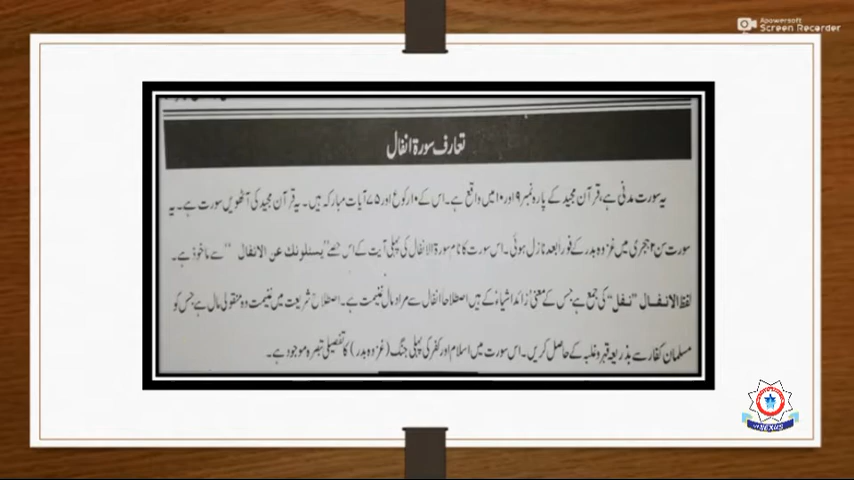 Apowersoft
Screen Recorder
تعارف سورۃ انفال
یہ سورت مدنی ہے، قرآن مجید کے پارہ نمبر ۹ اور ۱۰ میں واقع ہے۔ اس کے ۱۰ رکوع اور ۷۵ آیات مبارکہ ہیں۔ یہ قرآن مجید کی آٹھویں سورت ہے۔ یہ
سورت سن ۲ ہجری میں غزوہ بدر کے فوراً بعد نازل ہوئی۔ اس سورت کا نام سورۃ الانفال کی پہلی آیت کے اس حصے "یسئلونك عن الانفال" سے ماخوذ ہے۔
لفظ الانفال "نفل" کی جمع ہے جس کے معنی 'زائد اشیاء' کے ہیں اصطلاحاً انفال سے مراد مال غنیمت ہے۔ اصطلاح شریعت میں غنیمت وہ منقولی مال ہے جس کو
مسلمان کفار سے بذریعہ قہر و غلبہ کے حاصل کریں۔ اس سورت میں اسلام اور کفر کی پہلی جنگ (غزوہ بدر) کا تفصیلی تبصرہ موجود ہے۔